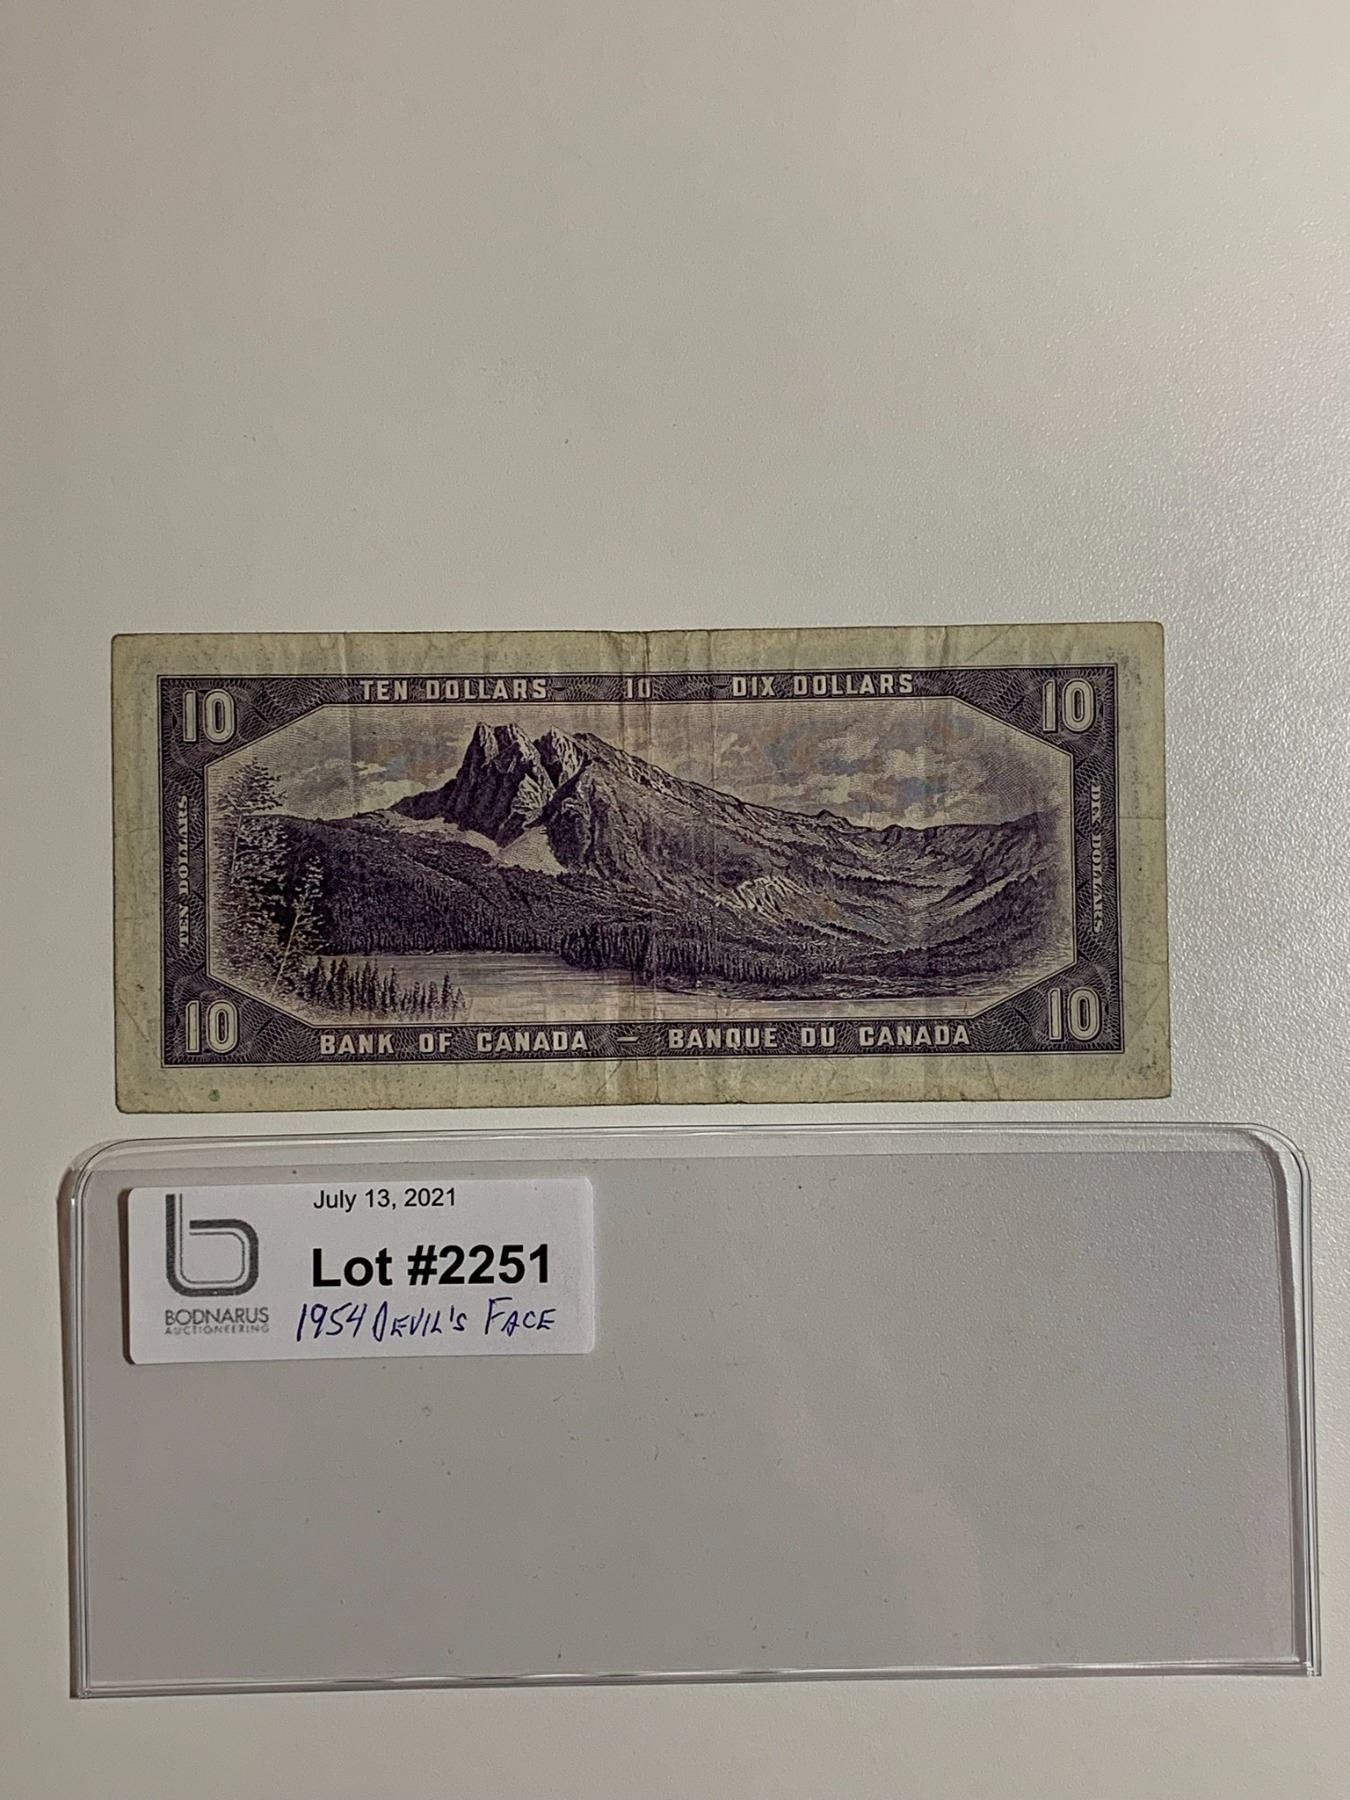 10 TEN DOLLARS 10 DIX DOLLARS 10
TEN DOLLARS
DIX DOLLARS
10 BANK OF CANADA — BANQUE DU CANADA 10
July 13, 2021
Lot #2251
1954 DEVIL'S FACE
b
BODNARUS
AUCTIONEERING